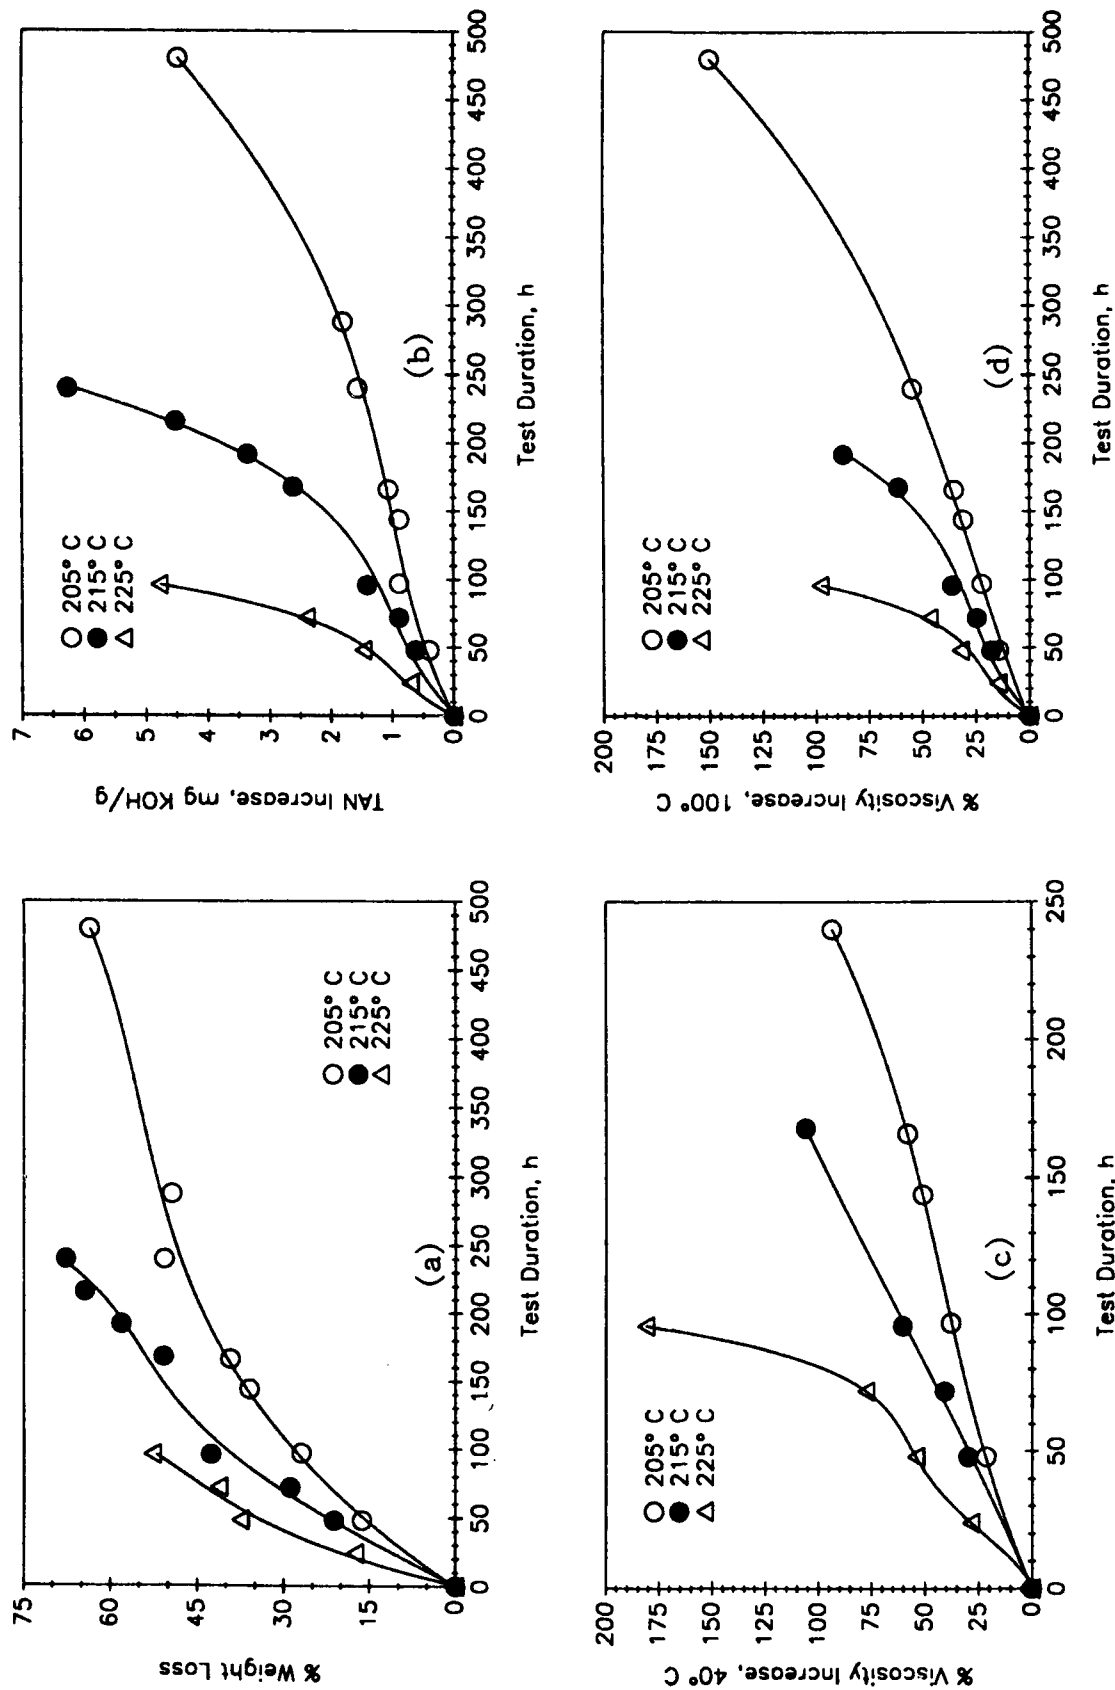 % Weight Loss
75
60
45
30
15
0
0 50 100 150 200 250 300 350 400 450 500
Test Duration, h
(a)
205° C
215° C
225° C
TAN Increase, mg KOH/g
7
6
5
4
3
2
1
0
0 50 100 150 200 250 300 350 400 450 500
Test Duration, h
(b)
205° C
215° C
225° C
% Viscosity Increase, 40° C
200
175
150
125
100
75
50
25
0
0 50 100 150 200 250
Test Duration, h
(c)
205° C
215° C
225° C
% Viscosity Increase, 100° C
200
175
150
125
100
75
50
25
0
0 50 100 150 200 250 300 350 400 450 500
Test Duration, h
(d)
205° C
215° C
225° C